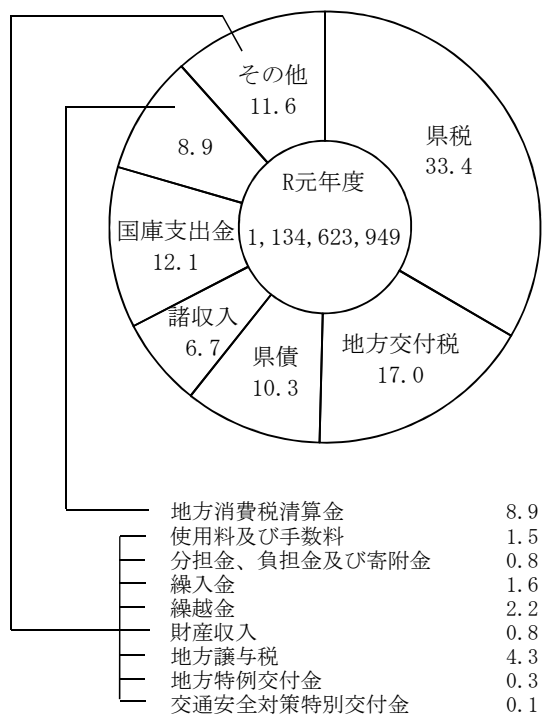 その他
11.6
県税
33.4
8.9
R元年度
1,134,623,949
国庫支出金
12.1
諸収入
6.7
県債
10.3
地方交付税
17.0
地方消費税清算金 8.9
使用料及び手数料 1.5
分担金、負担金及び寄附金 0.8
繰入金 1.6
繰越金 2.2
財産収入 0.8
地方譲与税 4.3
地方特例交付金 0.3
交通安全対策特別交付金 0.1